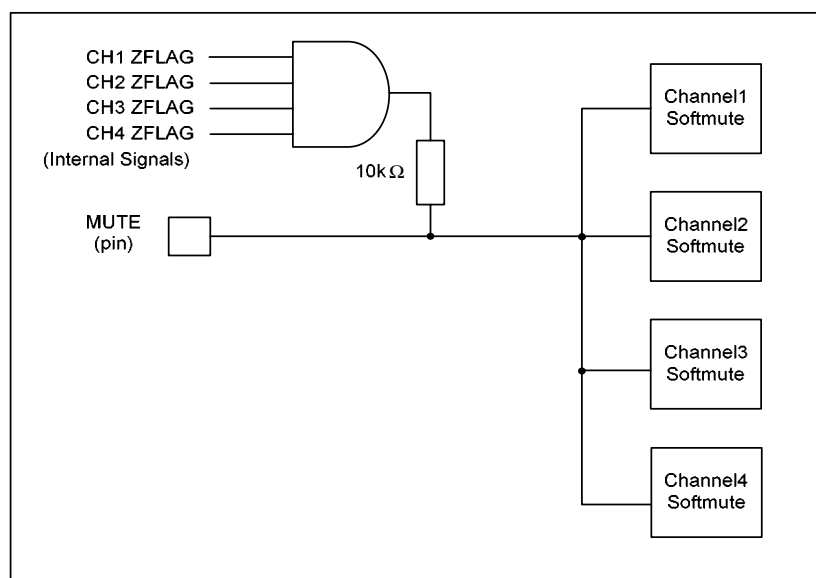 CH1 ZFLAG
CH2 ZFLAG
CH3 ZFLAG
CH4 ZFLAG
(Internal Signals)
10kΩ
MUTE
(pin)
Channel1
Softmute
Channel2
Softmute
Channel3
Softmute
Channel4
Softmute